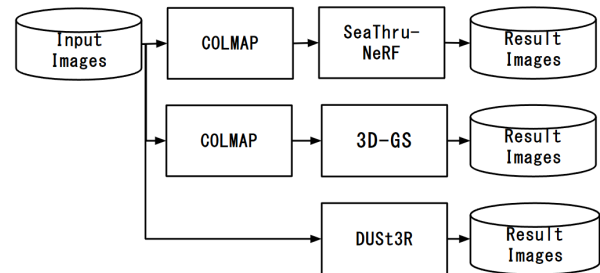 Input
Images
COLMAP
SeaThru-
NeRF
Result
Images
COLMAP
3D-GS
Result
Images
DUSt3R
Result
Images